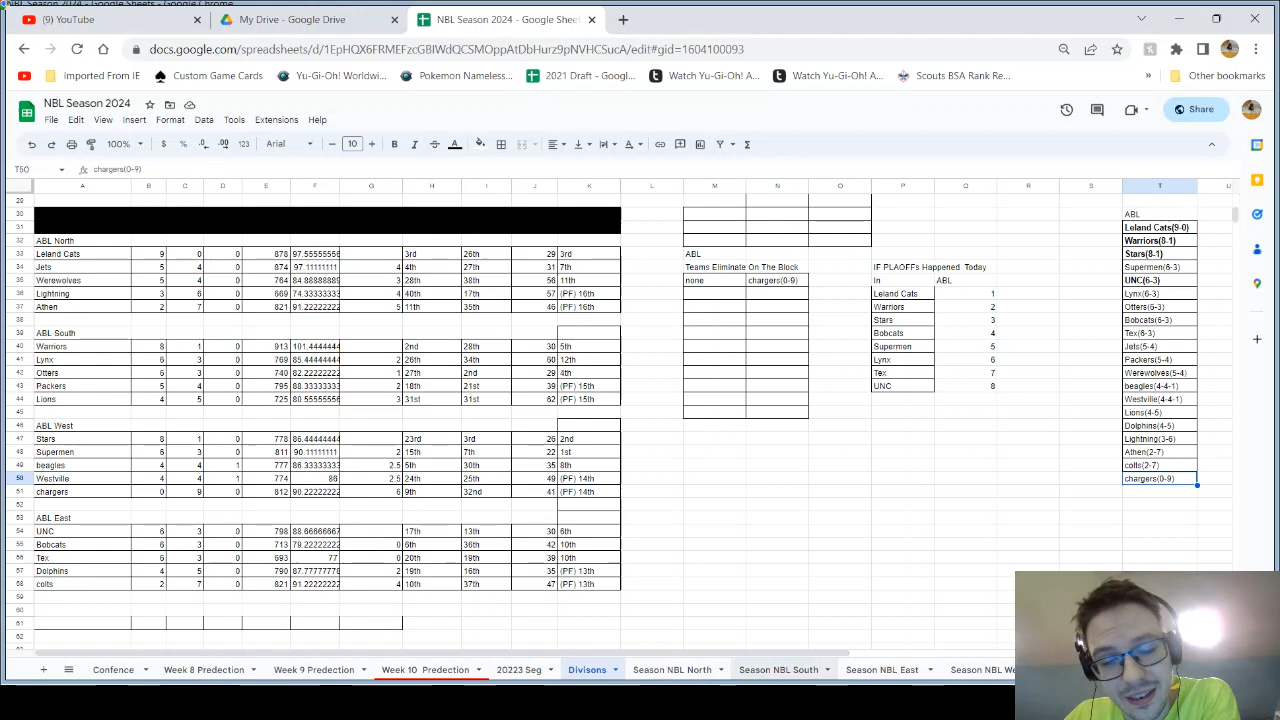 NBL Season 2024 - Google Sheets - Google Chrome
(9) YouTube
My Drive - Google Drive
NBL Season 2024 - Google Sheet
docs.google.com/spreadsheets/d/1EpHQX6FRMEFzcGBIWdQCSMOppAtDbHurz9pNVHCSucA/edit#gid=1604100093
Imported From IE
Custom Game Cards
Yu-Gi-Oh! Worldwi...
Pokemon Nameless...
2021 Draft - Googl...
Watch Yu-Gi-Oh! A...
Watch Yu-Gi-Oh! A...
Scouts BSA Rank Re...
» Other bookmarks
NBL Season 2024
Share
File Edit View Insert Format Data Tools Extensions Help
100% $ % .0 .00 123 Arial 10 B I S A
T50 fx chargers(0-9)
A B C D E F G H I J K L M N O P Q R S T U
29
30 ABL
31 Leland Cats(9-0)
32 ABL North Warriors(8-1)
33 Leland Cats 9 0 0 878 97.55555555 3rd 26th 29 3rd ABL Stars(8-1)
34 Jets 5 4 0 874 97.11111111 4 4th 27th 31 7th Teams Eliminate On The Block IF PLAOFFs Happened Today Supermen(6-3)
35 Werewolves 5 4 0 764 84.88888889 3 28th 38th 56 11th none chargers(0-9) In ABL UNC(6-3)
36 Lightning 3 6 0 669 74.33333333 4 40th 17th 57 (PF) 16th Leland Cats 1 Lynx(6-3)
37 Athen 2 7 0 821 91.22222222 5 11th 35th 46 (PF) 16th Warriors 2 Otters(6-3)
38 Stars 3 Bobcats(6-3)
39 ABL South Bobcats 4 Tex(6-3)
40 Warriors 8 1 0 913 101.4444444 2nd 28th 30 5th Supermen 5 Jets(5-4)
41 Lynx 6 3 0 769 85.44444444 2 26th 34th 60 12th Lynx 6 Packers(5-4)
42 Otters 6 3 0 740 82.22222222 1 27th 2nd 29 4th Tex 7 Werewolves(5-4)
43 Packers 5 4 0 795 88.33333333 2 18th 21st 39 (PF) 15th UNC 8 beagles(4-4-1)
44 Lions 4 5 0 725 80.55555556 3 31st 31st 62 (PF) 15th Westville(4-4-1)
45 Lions(4-5)
46 ABL West Dolphins(4-5)
47 Stars 8 1 0 778 86.44444444 23rd 3rd 26 2nd Lightning(3-6)
48 Supermen 6 3 0 811 90.11111111 2 15th 7th 22 1st Athen(2-7)
49 beagles 4 4 1 777 86.33333333 2.5 5th 30th 35 8th colts(2-7)
50 Westville 4 4 1 774 86 2.5 24th 25th 49 (PF) 14th chargers(0-9)
51 chargers 0 9 0 812 90.22222222 6 9th 32nd 41 (PF) 14th
52
53 ABL East
54 UNC 6 3 0 798 88.66666667 17th 13th 30 6th
55 Bobcats 6 3 0 713 79.22222222 0 6th 36th 42 10th
56 Tex 6 3 0 693 77 0 20th 19th 39 10th
57 Dolphins 4 5 0 790 87.77777778 2 19th 16th 35 (PF) 13th
58 colts 2 7 0 821 91.22222222 4 10th 37th 47 (PF) 13th
59
60
61
62
Confence Week 8 Predection Week 9 Predection Week 10 Predection 20223 Seg Divisons Season NBL North Season NBL South Season NBL East Season NBL We